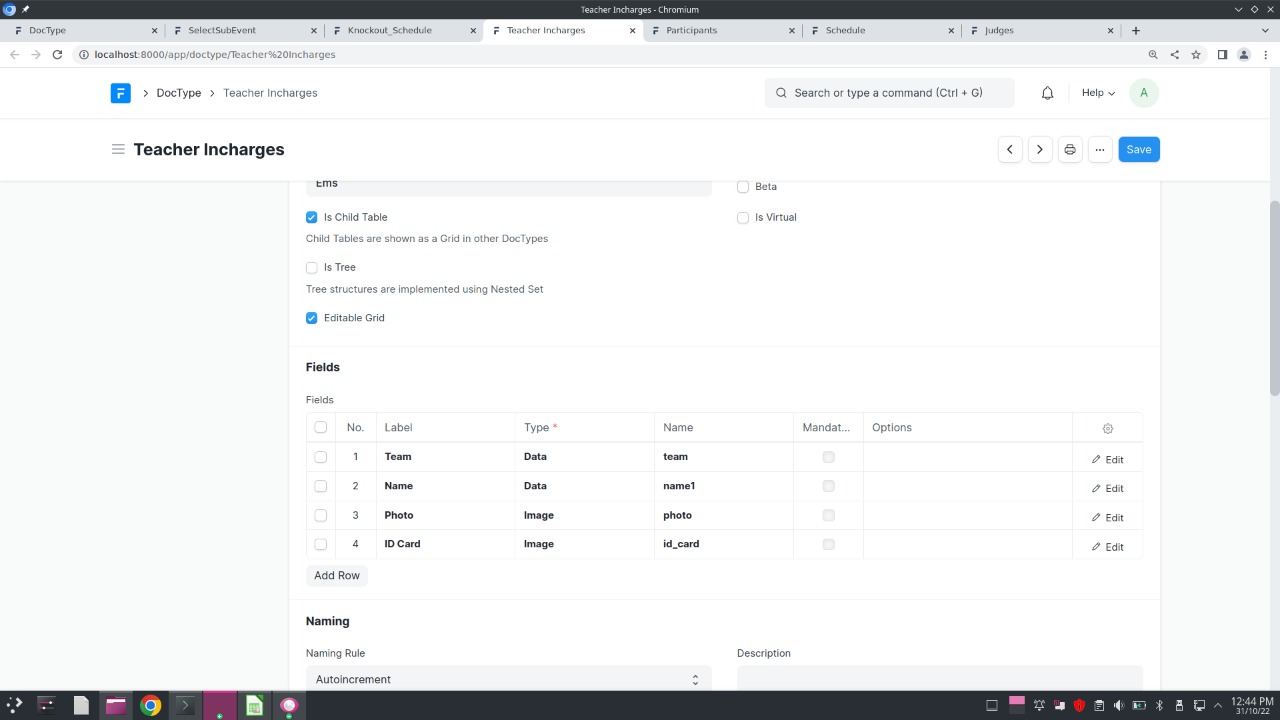 Teacher Incharges - Chromium
DocType
SelectSubEvent
Knockout_Schedule
Teacher Incharges
Participants
Schedule
Judges
localhost:8000/app/doctype/Teacher%20Incharges
DocType
Teacher Incharges
Search or type a command (Ctrl + G)
Help
A
Teacher Incharges
Save
Ems
Beta
Is Child Table
Is Virtual
Child Tables are shown as a Grid in other DocTypes
Is Tree
Tree structures are implemented using Nested Set
Editable Grid
Fields
Fields
No. Label Type * Name Mandat... Options
1 Team Data team Edit
2 Name Data name1 Edit
3 Photo Image photo Edit
4 ID Card Image id_card Edit
Add Row
Naming
Naming Rule
Description
Autoincrement
12:44 PM
31/10/22